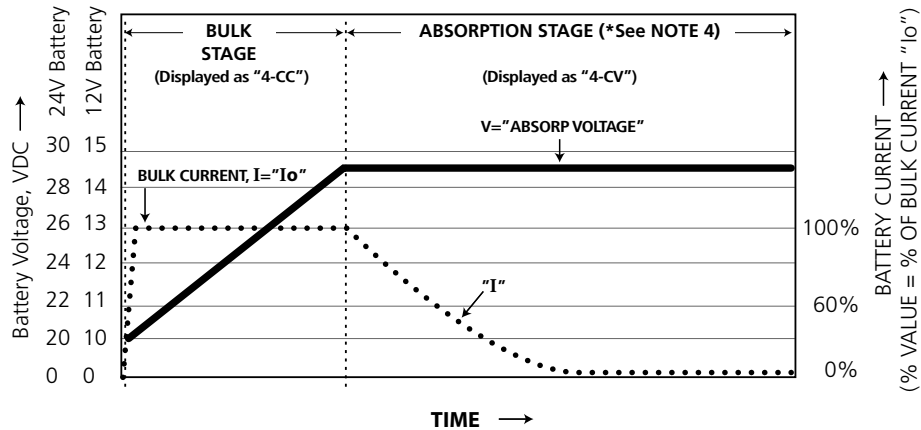 BULK
STAGE
(Displayed as "4-CC")
ABSORPTION STAGE (*See NOTE 4)
(Displayed as "4-CV")
V="ABSORP VOLTAGE"
BULK CURRENT, I="Io"
"I"
Battery Voltage, VDC →
24V Battery
12V Battery
30 15
28 14
26 13
24 12
22 11
20 10
0 0
100%
60%
0%
BATTERY CURRENT →
(% VALUE = % OF BULK CURRENT "Io")
TIME →